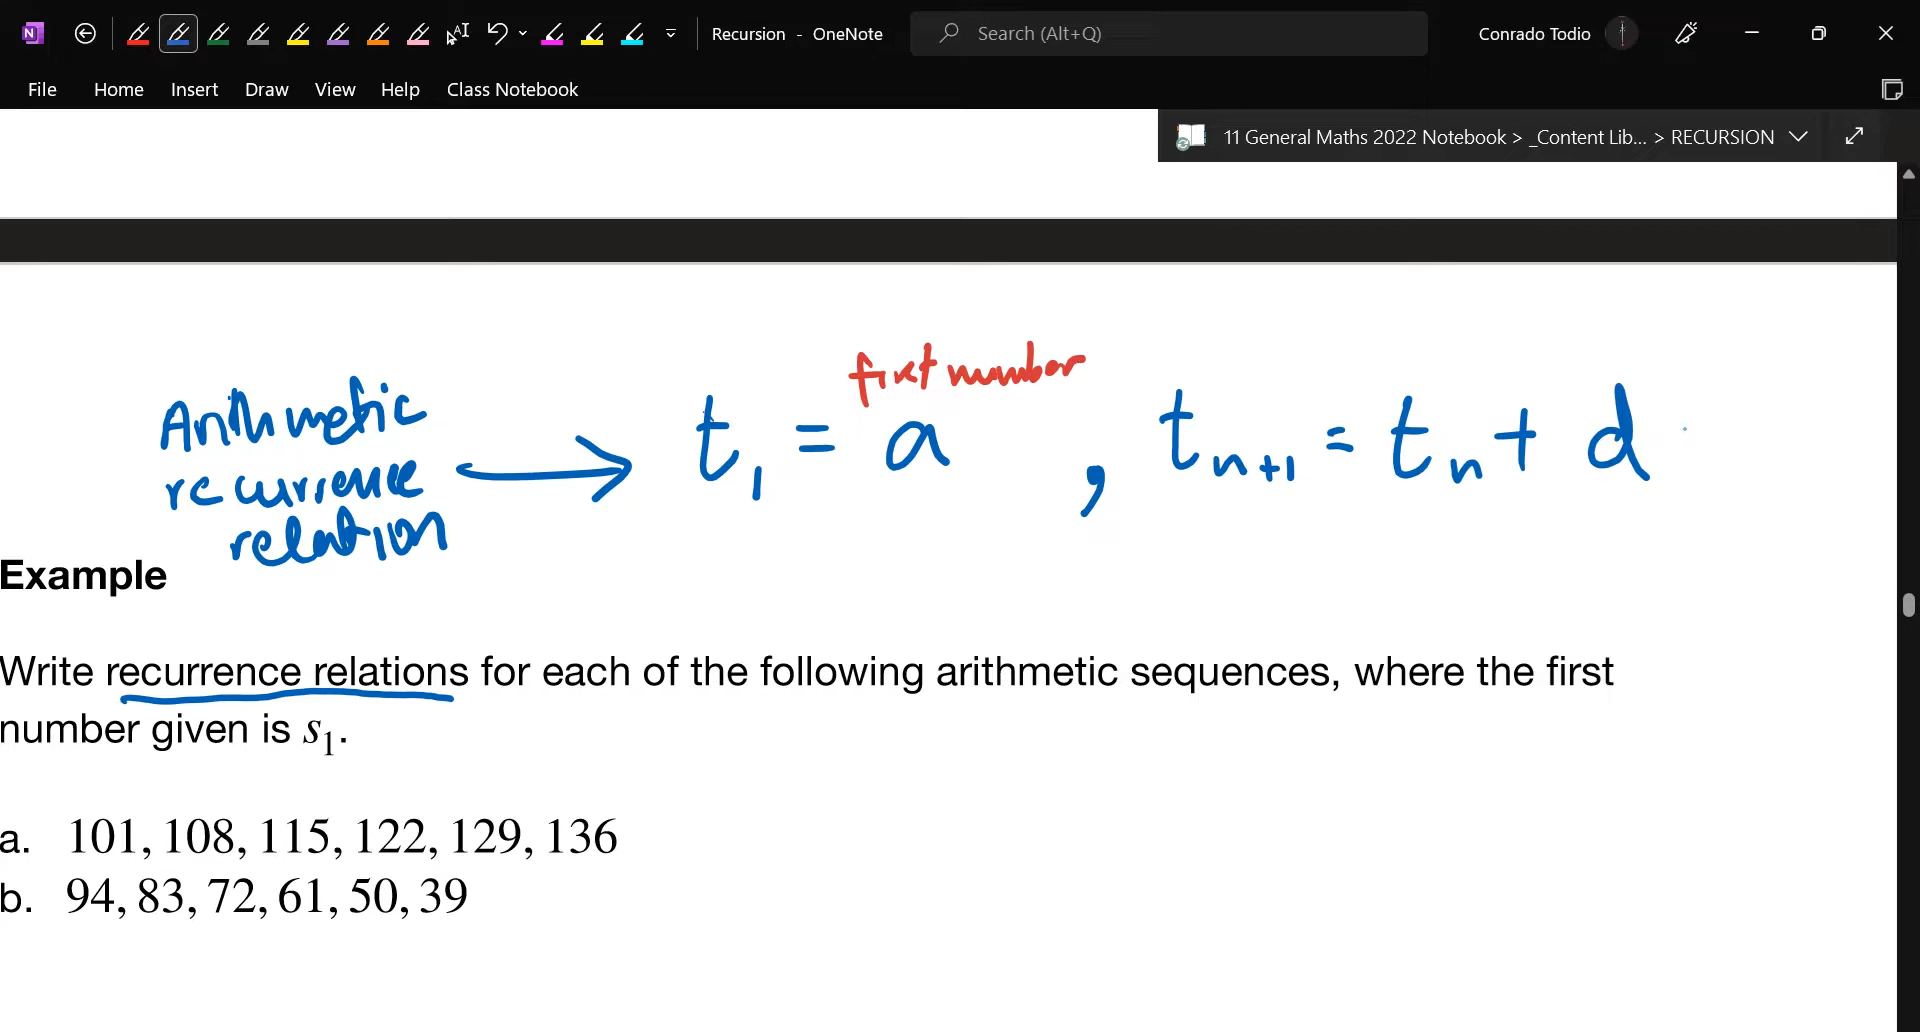 Recursion - OneNote
Search (Alt+Q)
Conrado Todio
File Home Insert Draw View Help Class Notebook
11 General Maths 2022 Notebook > _Content Lib... > RECURSION
first number
Arithmetic
recurrence
relation
t₁ = a , tₙ₊₁ = tₙ + d
Example
Write recurrence relations for each of the following arithmetic sequences, where the first
number given is s₁.
a. 101, 108, 115, 122, 129, 136
b. 94, 83, 72, 61, 50, 39